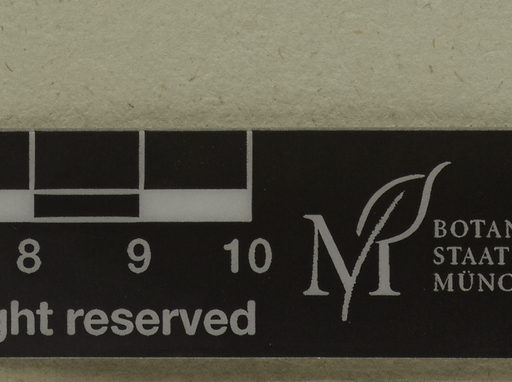 8 9 10
ght reserved
M
BOTAN
STAAT
MÜNC